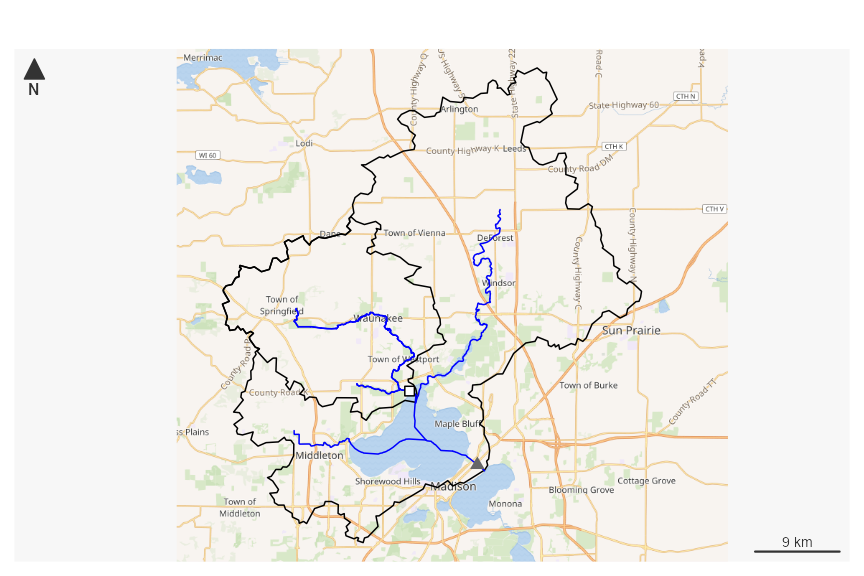 Merrimac
N
County Highway Q
US Highway 51
State Highway 22
County Road C
CTH N
Arlington
State Highway 60
Lodi
WI 60
County Highway K
Leeds
CTH K
County Road DM
CTH V
Dane
Town of Vienna
DeForest
County Highway C
County Highway N
Windsor
Town of
Springfield
Waunakee
Sun Prairie
Town of Westport
County Road P
County Road K
Town of Burke
County Road TT
Maple Bluff
ss Plains
Middleton
Shorewood Hills
Madison
Cottage Grove
Blooming Grove
Town of
Middleton
Monona
9 km